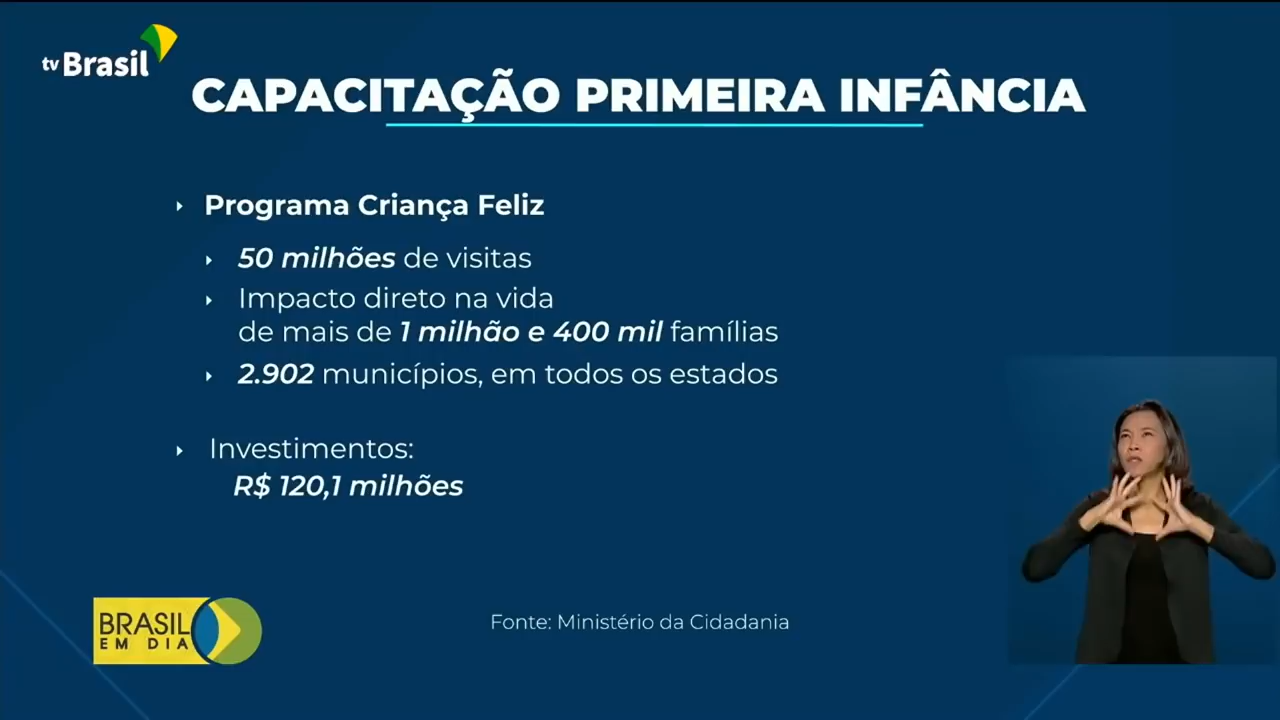 tv Brasil
CAPACITAÇÃO PRIMEIRA INFÂNCIA
Programa Criança Feliz
50 milhões de visitas
Impacto direto na vida
de mais de 1 milhão e 400 mil famílias
2.902 municípios, em todos os estados
Investimentos:
R$ 120,1 milhões
BRASIL
EM DIA
Fonte: Ministério da Cidadania